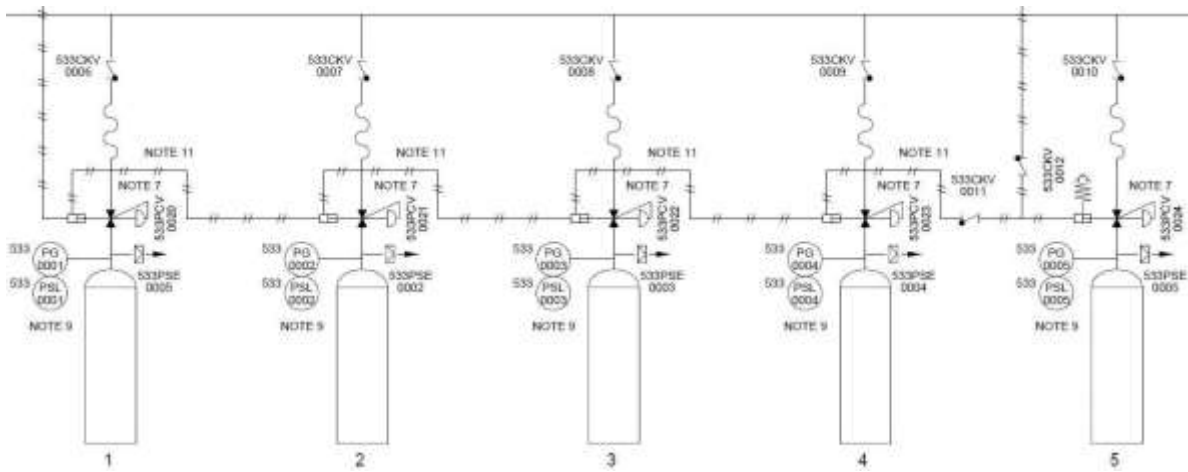 533CKV
0006
533CKV
0007
533CKV
0008
533CKV
0009
533CKV
0010
NOTE 11
NOTE 11
NOTE 11
NOTE 11
533CKV
0011
533CKV
0012
NOTE 7
533PCV
0020
NOTE 7
533PCV
0021
NOTE 7
533PCV
0022
NOTE 7
533PCV
0023
NOTE 7
533PCV
0024
533
PG
0001
533
PSL
0001
533PSE
0005
NOTE 9
533
PG
0002
533
PSL
0002
533PSE
0002
NOTE 9
533
PG
0003
533
PSL
0003
533PSE
0003
NOTE 9
533
PG
0004
533
PSL
0004
533PSE
0004
NOTE 9
533
PG
0005
533
PSL
0005
533PSE
0005
NOTE 9
1
2
3
4
5